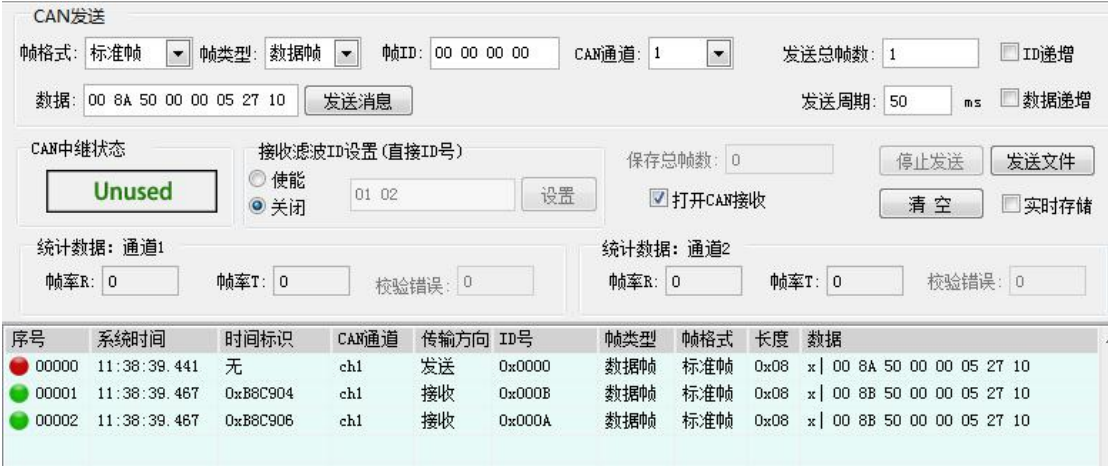 CAN发送
帧格式: 标准帧 帧类型: 数据帧 帧ID: 00 00 00 00 CAN通道: 1 发送总帧数: 1 ID递增
数据: 00 8A 50 00 00 05 27 10 发送消息 发送周期: 50 ms 数据递增
CAN中继状态 接收滤波ID设置(直接ID号)
Unused 使能 01 02 设置 保存总帧数: 0 停止发送 发送文件
关闭 打开CAN接收 清 空 实时存储
统计数据: 通道1 统计数据: 通道2
帧率R: 0 帧率T: 0 校验错误: 0 帧率R: 0 帧率T: 0 校验错误: 0
序号 系统时间 时间标识 CAN通道 传输方向 ID号 帧类型 帧格式 长度 数据
00000 11:38:39.441 无 ch1 发送 0x0000 数据帧 标准帧 0x08 x| 00 8A 50 00 00 05 27 10
00001 11:38:39.467 0xB8C904 ch1 接收 0x000B 数据帧 标准帧 0x08 x| 00 8B 50 00 00 05 27 10
00002 11:38:39.467 0xB8C906 ch1 接收 0x000A 数据帧 标准帧 0x08 x| 00 8B 50 00 00 05 27 10